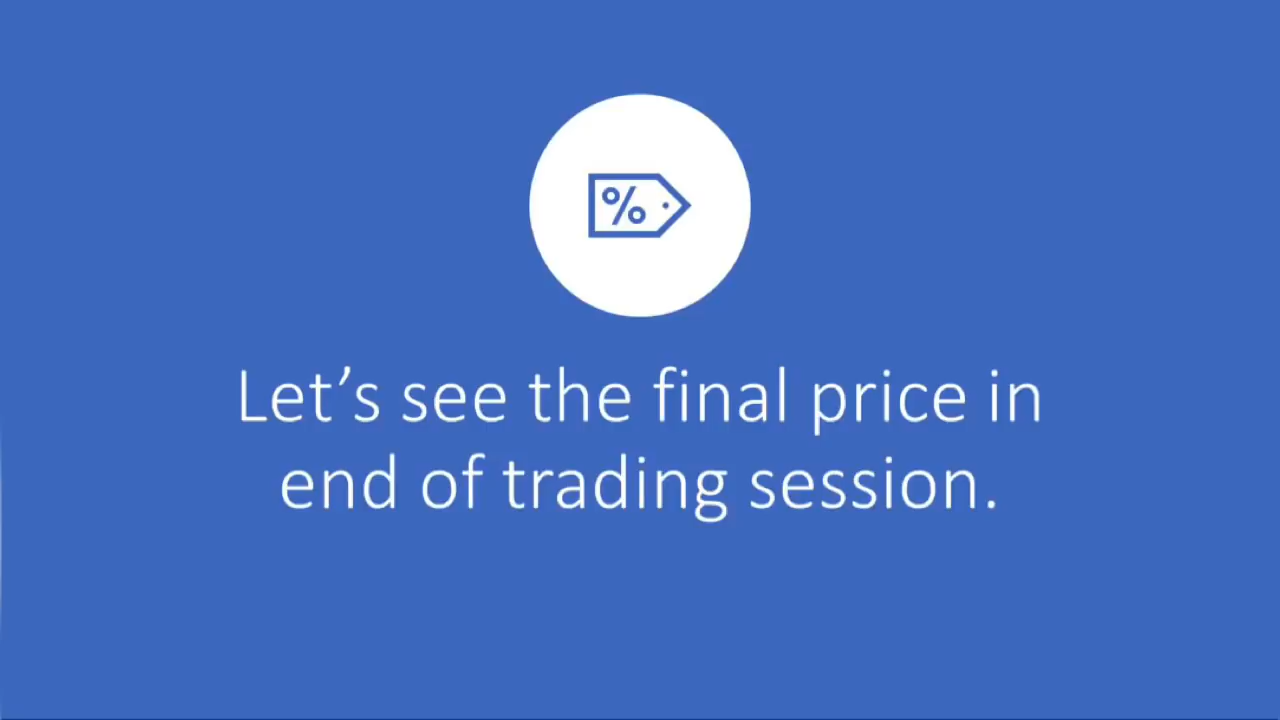 %
Let’s see the final price in
end of trading session.